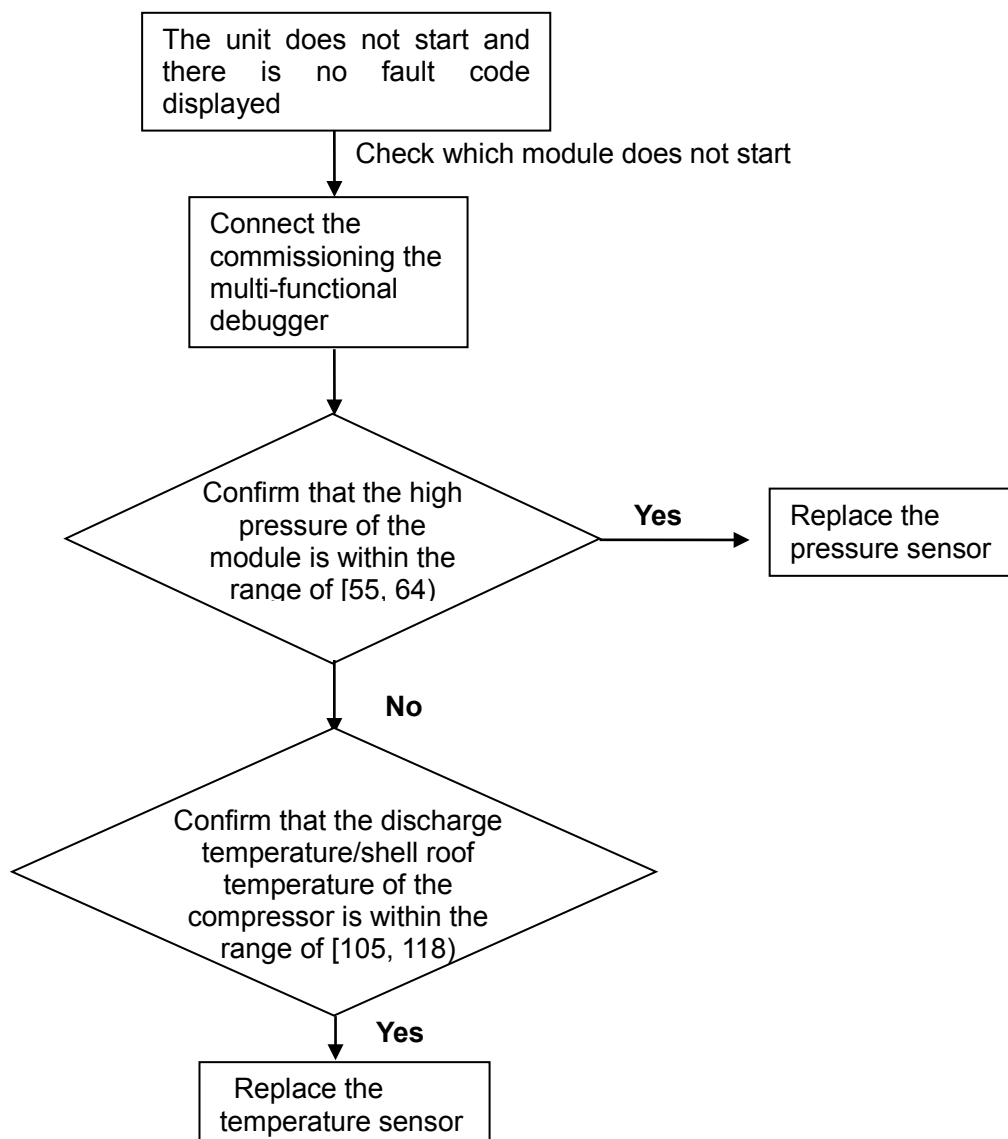 The unit does not start and
there is no fault code
displayed
Check which module does not start
Connect the
commissioning the
multi-functional
debugger
Confirm that the high
pressure of the
module is within the
range of [55, 64)
Yes
Replace the
pressure sensor
No
Confirm that the discharge
temperature/shell roof
temperature of the
compressor is within the
range of [105, 118)
Yes
Replace the
temperature sensor